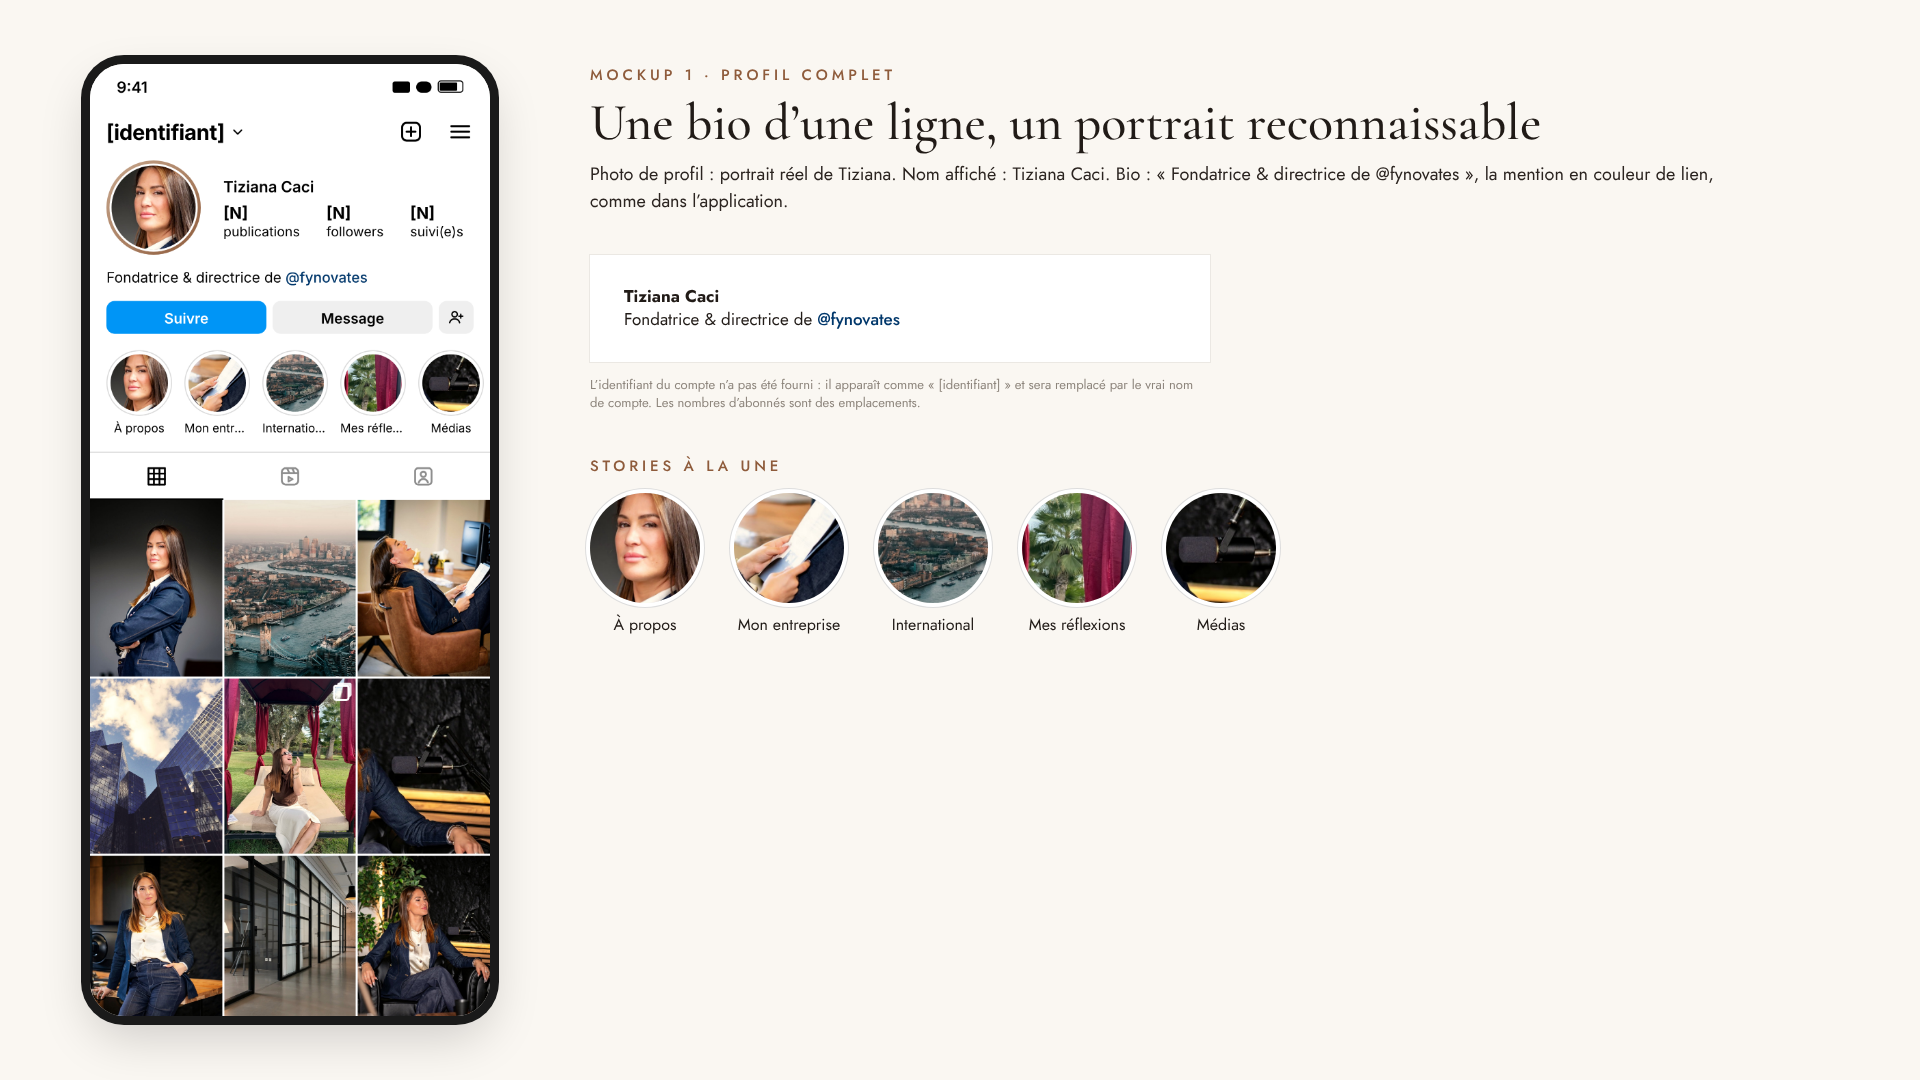 9:41
[identifiant]
Tiziana Caci
[N] [N] [N]
publications followers suivi(e)s
Fondatrice & directrice de @fynovates
Suivre Message
À propos Mon entr... Internatio... Mes réfle... Médias
MOCKUP 1 · PROFIL COMPLET
Une bio d’une ligne, un portrait reconnaissable
Photo de profil : portrait réel de Tiziana. Nom affiché : Tiziana Caci. Bio : « Fondatrice & directrice de @fynovates », la mention en couleur de lien,
comme dans l’application.
Tiziana Caci
Fondatrice & directrice de @fynovates
L’identifiant du compte n’a pas été fourni : il apparaît comme « [identifiant] » et sera remplacé par le vrai nom
de compte. Les nombres d’abonnés sont des emplacements.
STORIES À LA UNE
À propos Mon entreprise International Mes réflexions Médias